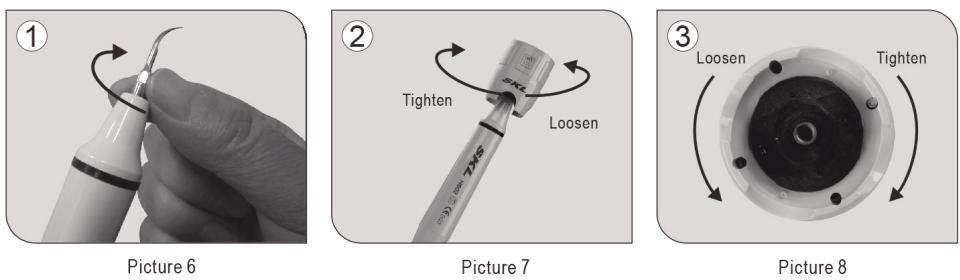 1
2
3
Tighten
Loosen
SKL
SKL
Loosen
Tighten
Picture 6
Picture 7
Picture 8